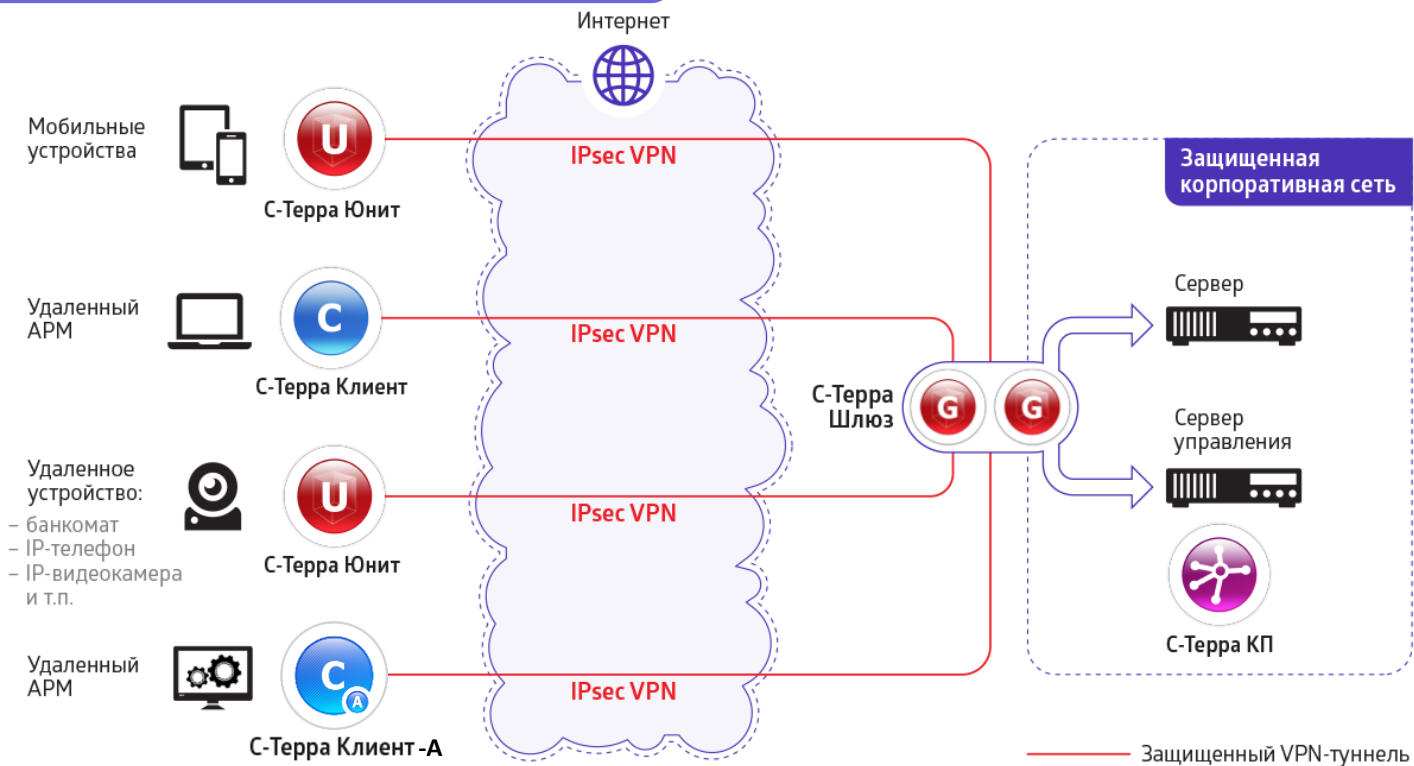 Интернет
Мобильные
устройства
U
С-Терра Юнит
IPsec VPN
Защищенная
корпоративная сеть
Удаленный
АРМ
C
С-Терра Клиент
IPsec VPN
Сервер
С-Терра
Шлюз
G
G
Сервер
управления
Удаленное
устройство:
– банкомат
– IP-телефон
– IP-видеокамера
и т.п.
U
С-Терра Юнит
IPsec VPN
С-Терра КП
Удаленный
АРМ
C
A
С-Терра Клиент-А
IPsec VPN
Защищенный VPN-туннель